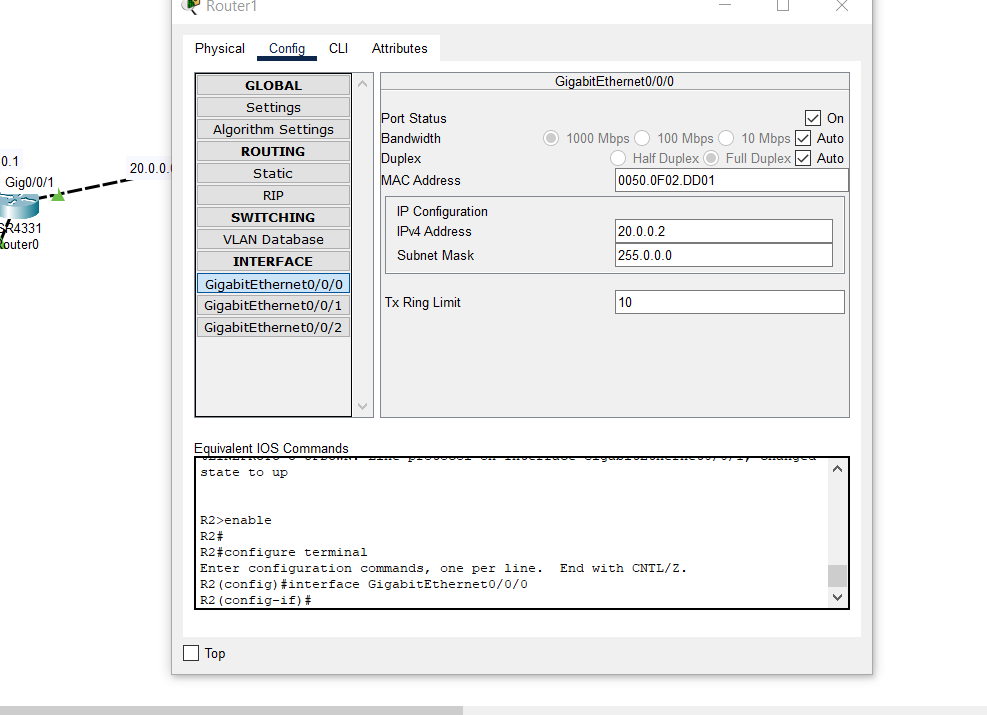 Router1
Physical Config CLI Attributes
GLOBAL
Settings
Algorithm Settings
ROUTING
Static
RIP
SWITCHING
VLAN Database
INTERFACE
GigabitEthernet0/0/0
GigabitEthernet0/0/1
GigabitEthernet0/0/2
GigabitEthernet0/0/0
Port Status On
Bandwidth 1000 Mbps 100 Mbps 10 Mbps Auto
Duplex Half Duplex Full Duplex Auto
MAC Address 0050.0F02.DD01
IP Configuration
IPv4 Address 20.0.0.2
Subnet Mask 255.0.0.0
Tx Ring Limit 10
0.1
20.0.0.
Gig0/0/1
SR4331
Router0
Equivalent IOS Commands
state to up
R2>enable
R2#
R2#configure terminal
Enter configuration commands, one per line. End with CNTL/Z.
R2(config)#interface GigabitEthernet0/0/0
R2(config-if)#
Top